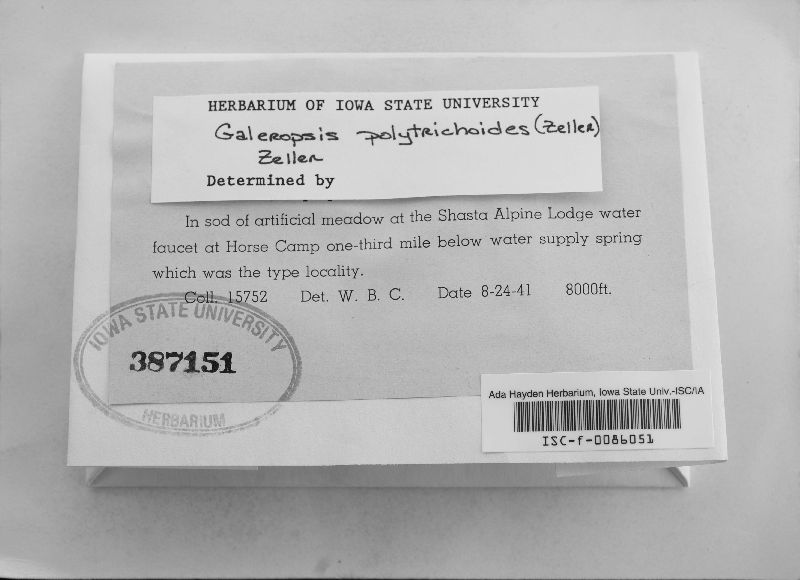 HERBARIUM OF IOWA STATE UNIVERSITY
Galeropsis polytrichoides (Zeller)
Zeller
Determined by
In sod of artificial meadow at the Shasta Alpine Lodge water
faucet at Horse Camp one-third mile below water supply spring
which was the type locality.
Coll. 15752 Det. W. B. C. Date 8-24-41 8000ft.
IOWA STATE UNIVERSITY
387151
HERBARIUM
Ada Hayden Herbarium, Iowa State Univ.-ISC/IA
ISC-f-0086051